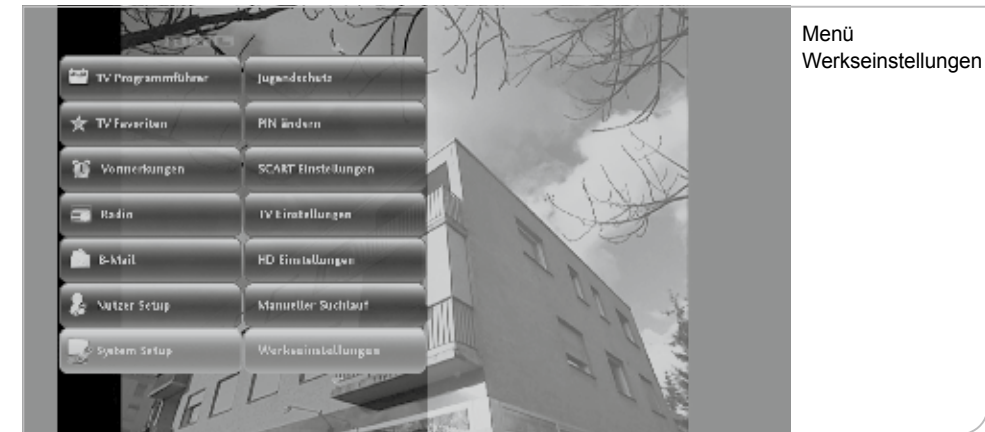 Menü
Werkseinstellungen
TV Programmführer
Jugendschutz
TV Favoriten
PIN ändern
Vormerkungen
SCART Einstellungen
Radio
TV Einstellungen
B-Mail
HD Einstellungen
Nutzer Setup
Manueller Suchlauf
System Setup
Werkseinstellungen